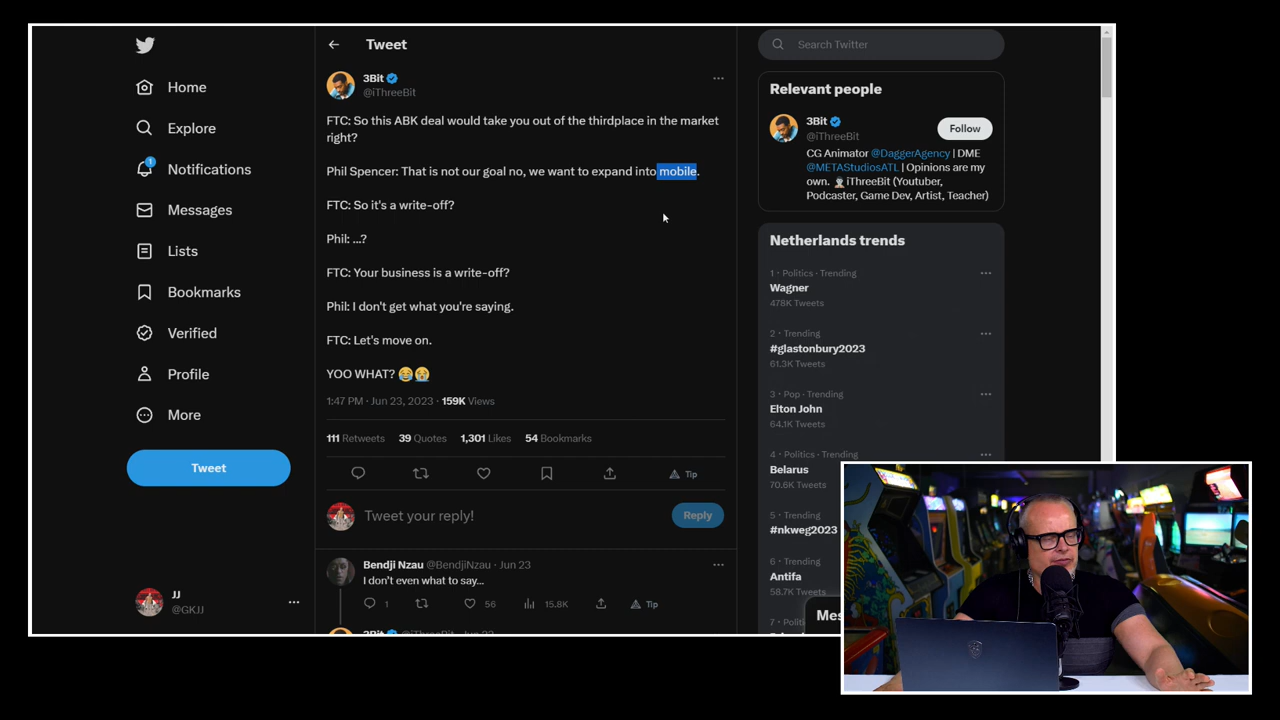 Home
Explore
1
Notifications
Messages
Lists
Bookmarks
Verified
Profile
More
Tweet
JJ
@GKJJ
Tweet
3Bit
@iThreeBit
FTC: So this ABK deal would take you out of the thirdplace in the market
right?
Phil Spencer: That is not our goal no, we want to expand into mobile.
FTC: So it's a write-off?
Phil: ...?
FTC: Your business is a write-off?
Phil: I don't get what you're saying.
FTC: Let's move on.
YOO WHAT? 😂😭
1:47 PM · Jun 23, 2023 · 159K Views
111 Retweets 39 Quotes 1,301 Likes 54 Bookmarks
Tip
Tweet your reply!
Reply
Bendji Nzau @BendjiNzau · Jun 23
I don't even what to say...
1 56 15.8K Tip
3Bit @iThreeBit · Jun 23
Search Twitter
Relevant people
3Bit
@iThreeBit
Follow
CG Animator @DaggerAgency | DME
@METAStudiosATL | Opinions are my
own. iThreeBit (Youtuber,
Podcaster, Game Dev, Artist, Teacher)
Netherlands trends
1 · Politics · Trending
Wagner
478K Tweets
2 · Trending
#glastonbury2023
61.3K Tweets
3 · Pop · Trending
Elton John
64.1K Tweets
4 · Politics · Trending
Belarus
70.6K Tweets
5 · Trending
#nkweg2023
6 · Trending
Antifa
58.7K Tweets
7 · Politi
Mes